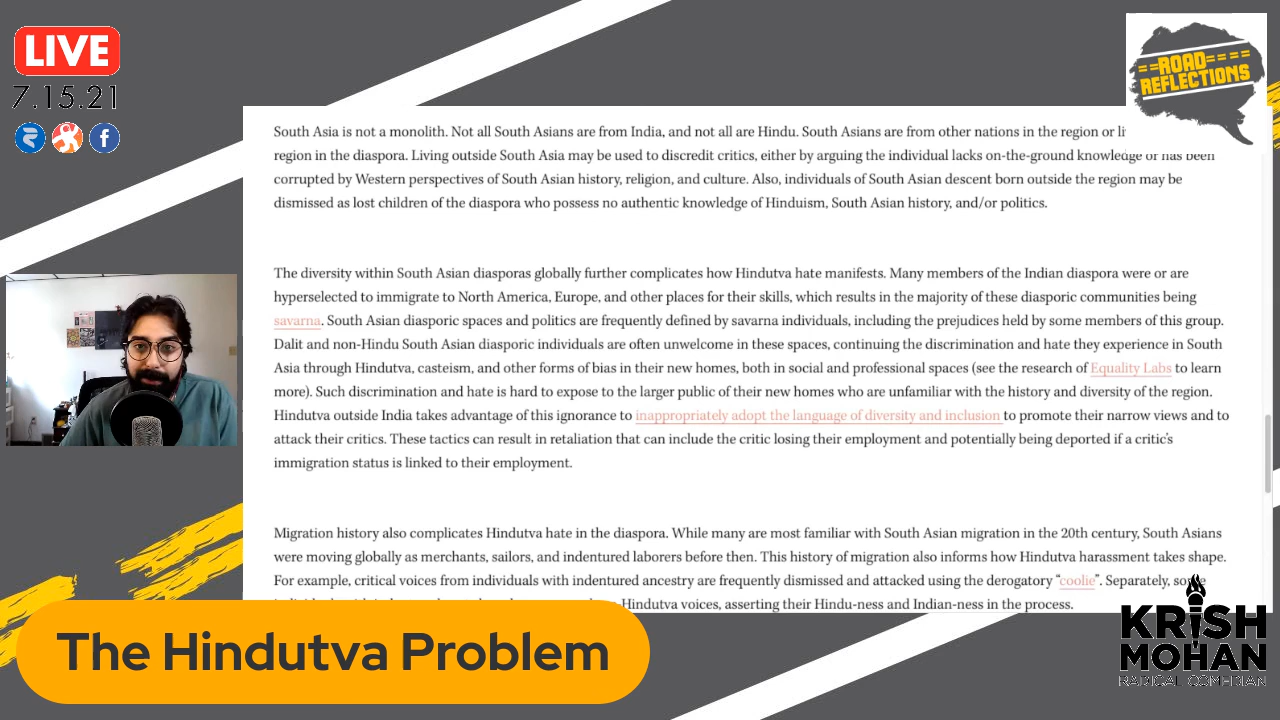 LIVE
7.15.21
==ROAD====
REFLECTIONS
South Asia is not a monolith. Not all South Asians are from India, and not all are Hindu. South Asians are from other nations in the region or
region in the diaspora. Living outside South Asia may be used to discredit critics, either by arguing the individual lacks on-the-ground knowledge or has been
corrupted by Western perspectives of South Asian history, religion, and culture. Also, individuals of South Asian descent born outside the region may be
dismissed as lost children of the diaspora who possess no authentic knowledge of Hinduism, South Asian history, and/or politics.
The diversity within South Asian diasporas globally further complicates how Hindutva hate manifests. Many members of the Indian diaspora were or are
hyperselected to immigrate to North America, Europe, and other places for their skills, which results in the majority of these diasporic communities being
savarna. South Asian diasporic spaces and politics are frequently defined by savarna individuals, including the prejudices held by some members of this group.
Dalit and non-Hindu South Asian diasporic individuals are often unwelcome in these spaces, continuing the discrimination and hate they experience in South
Asia through Hindutva, casteism, and other forms of bias in their new homes, both in social and professional spaces (see the research of Equality Labs to learn
more). Such discrimination and hate is hard to expose to the larger public of their new homes who are unfamiliar with the history and diversity of the region.
Hindutva outside India takes advantage of this ignorance to inappropriately adopt the language of diversity and inclusion to promote their narrow views and to
attack their critics. These tactics can result in retaliation that can include the critic losing their employment and potentially being deported if a critic's
immigration status is linked to their employment.
Migration history also complicates Hindutva hate in the diaspora. While many are most familiar with South Asian migration in the 20th century, South Asians
were moving globally as merchants, sailors, and indentured laborers before then. This history of migration also informs how Hindutva harassment takes shape.
For example, critical voices from individuals with indentured ancestry are frequently dismissed and attacked using the derogatory “coolie”. Separately, some
Hindutva voices, asserting their Hindu-ness and Indian-ness in the process.
The Hindutva Problem
KRISH
MOHAN
RADICAL COMEDIAN